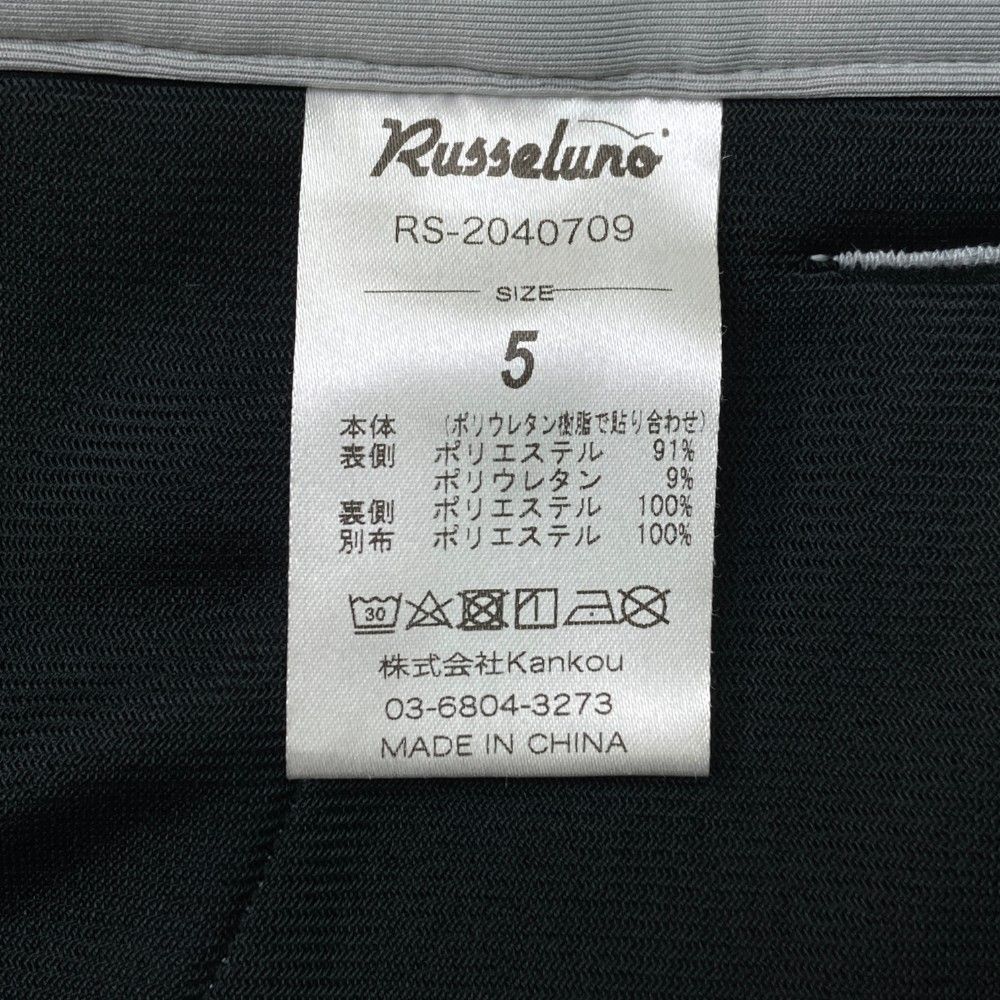 Russeluno
RS-2040709
SIZE
5
本体 (ポリウレタン樹脂で貼り合わせ)
表側 ポリエステル 91%
ポリウレタン 9%
裏側 ポリエステル 100%
別布 ポリエステル 100%
30
株式会社Kankou
03-6804-3273
MADE IN CHINA